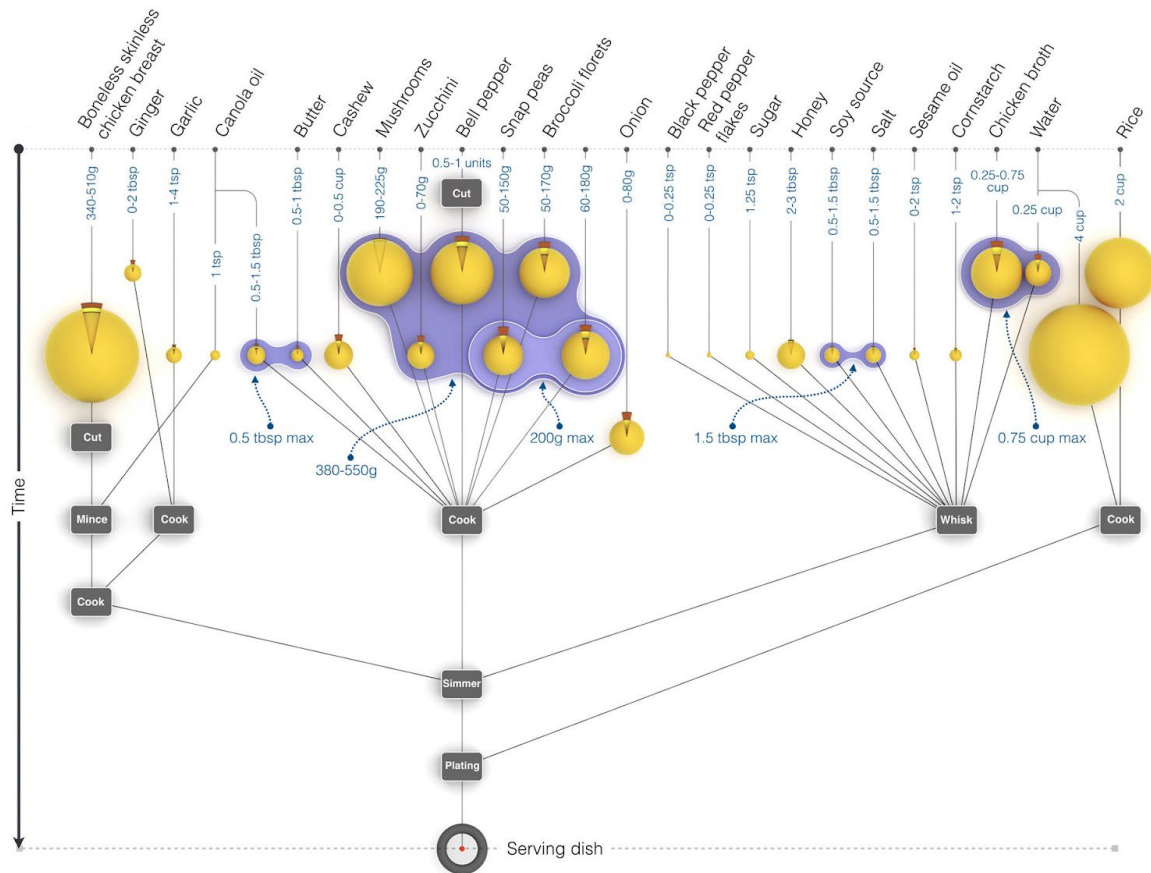 Boneless skinless
chicken breast
Ginger
Garlic
Canola oil
Butter
Cashew
Mushrooms
Zucchini
Bell pepper
Snap peas
Broccoli florets
Onion
Black pepper
Red pepper
flakes
Sugar
Honey
Soy source
Salt
Sesame oil
Cornstarch
Chicken broth
Water
Rice
340-510g
0-2 tbsp
1-4 tsp
1 tsp
0.5-1.5 tbsp
0.5-1 tbsp
0-0.5 cup
190-225g
0-70g
0.5-1 units
50-150g
50-170g
60-180g
0-80g
0-0.25 tsp
0-0.25 tsp
1.25 tsp
2-3 tbsp
0.5-1.5 tbsp
0.5-1.5 tbsp
0-2 tsp
1-2 tsp
0.25-0.75
cup
0.25 cup
4 cup
2 cup
Cut
Cut
0.5 tbsp max
380-550g
200g max
1.5 tbsp max
0.75 cup max
Time
Mince
Cook
Cook
Whisk
Cook
Cook
Simmer
Plating
Serving dish